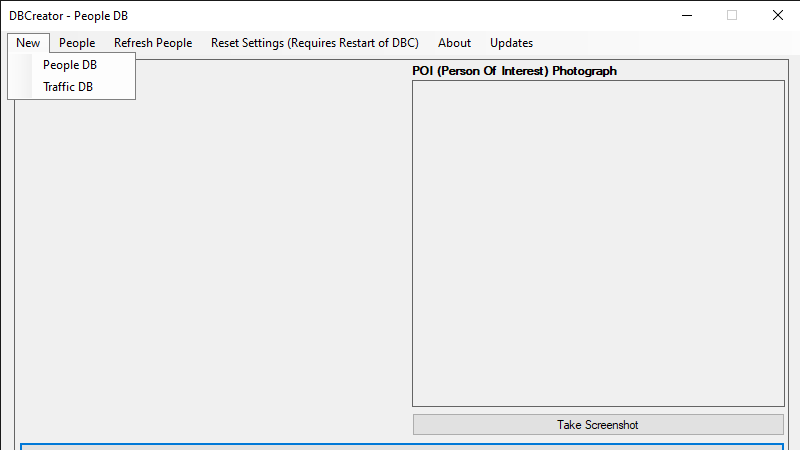 DBCreator - People DB
New People Refresh People Reset Settings (Requires Restart of DBC) About Updates
People DB
Traffic DB
POI (Person Of Interest) Photograph
Take Screenshot